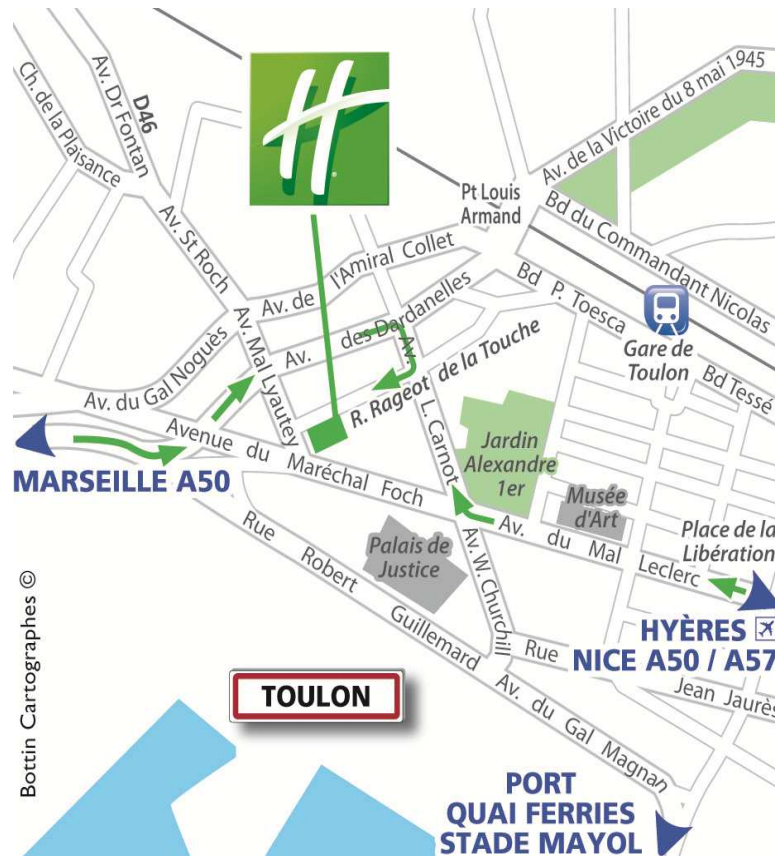 Av. de la Victoire du 8 mai 1945
Av. Dr Fontan
D46
Ch. de la Plaisance
Pt Louis
Armand
Bd du Commandant Nicolas
Av. St Roch
Av. de l'Amiral Collet
Bd P. Toesca
Gare de
Toulon
Bd Tessé
Av. des Dardanelles
Av. Mal Lyautey
Av. du Gal Noguès
R. Rageot de la Touche
Av. L. Carnot
Avenue du Maréchal Foch
MARSEILLE A50
Jardin
Alexandre
1er
Musée
d'Art
Place de la
Libération
Av. du Mal Leclerc
Palais de
Justice
Av. W. Churchill
Rue Robert Guillemard
HYÈRES
NICE A50 / A57
Rue Jean Jaurès
TOULON
Av. du Gal Magnan
PORT
QUAI FERRIES
STADE MAYOL
Bottin Cartographes ©